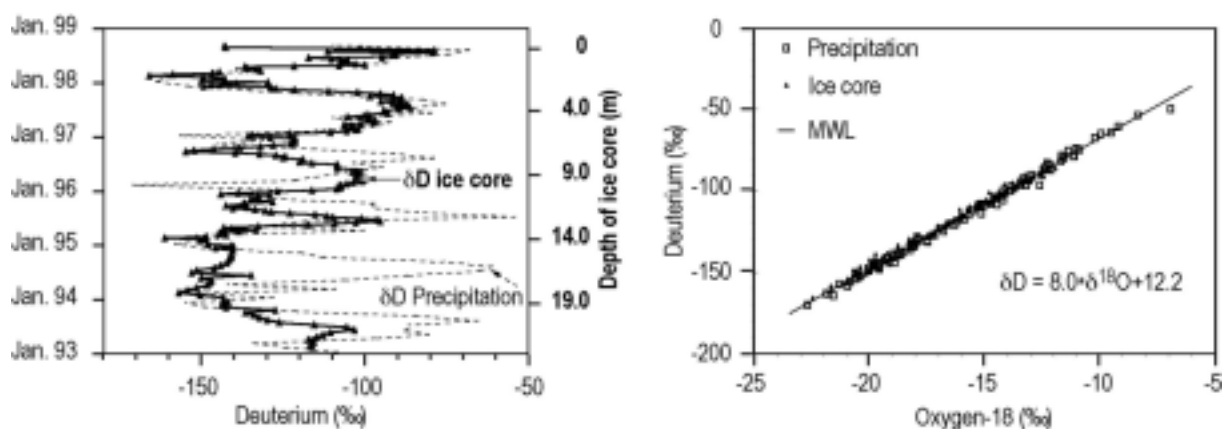 Jan. 99
Jan. 98
Jan. 97
Jan. 96
Jan. 95
Jan. 94
Jan. 93
-150
-100
-50
Deuterium (‰)
0
4.0
9.0
14.0
19.0
Depth of ice core (m)
δD ice core
δD Precipitation
0
-50
-100
-150
-200
Deuterium (‰)
Precipitation
Ice core
MWL
δD = 8.0*δ18O+12.2
-25
-20
-15
-10
-5
Oxygen-18 (‰)